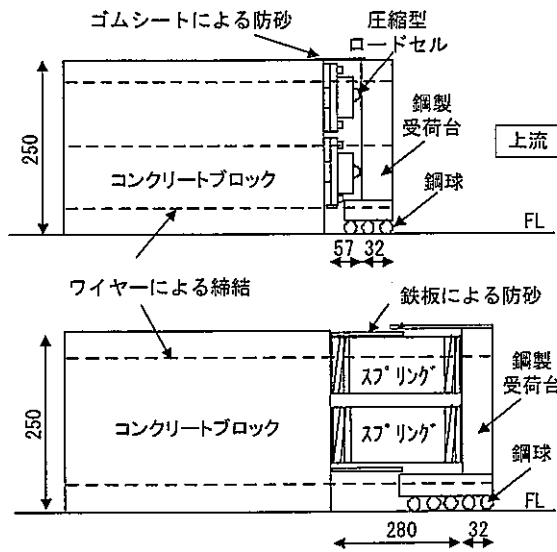 ゴムシートによる防砂
圧縮型
ロードセル
鋼製
受荷台
上流
250
コンクリートブロック
鋼球
FL
57
32
ワイヤーによる締結
鉄板による防砂
スプリング
鋼製
受荷台
250
コンクリートブロック
スプリング
鋼球
FL
280
32